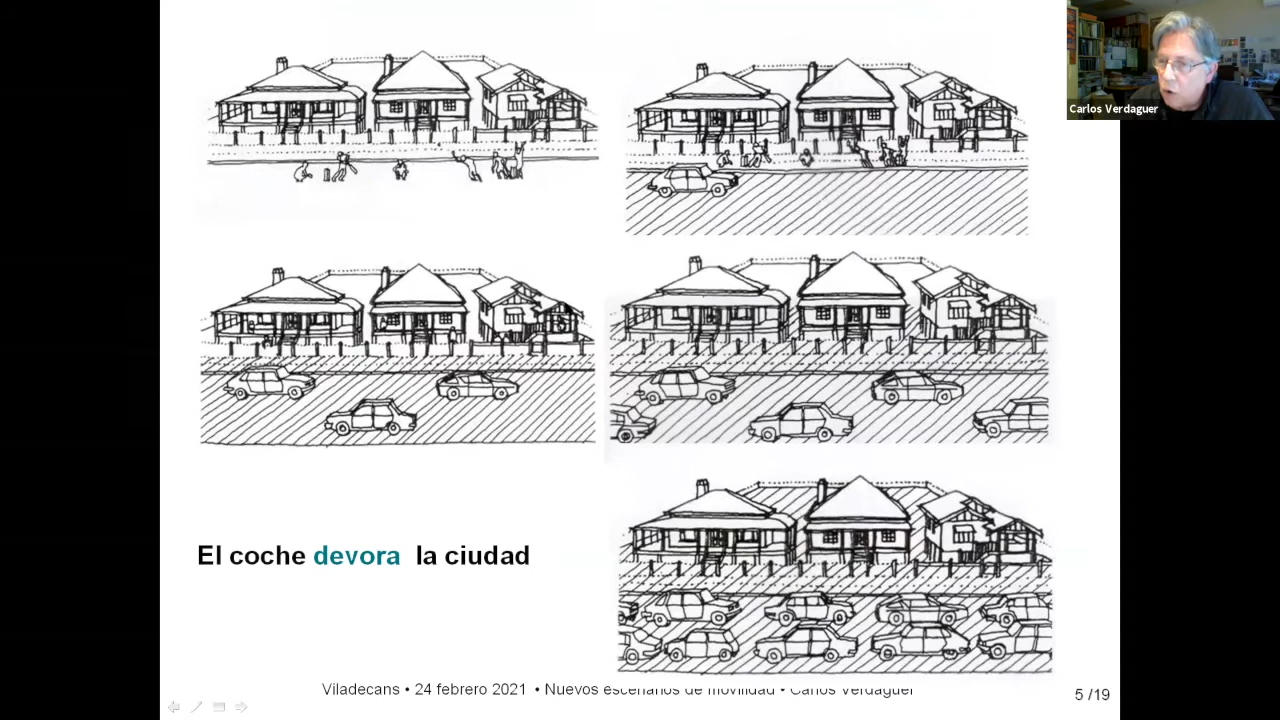 Carlos Verdaguer
El coche devora la ciudad
Viladecans • 24 febrero 2021 • Nuevos escenarios de movilidad • Carlos Verdaguer
5 /19